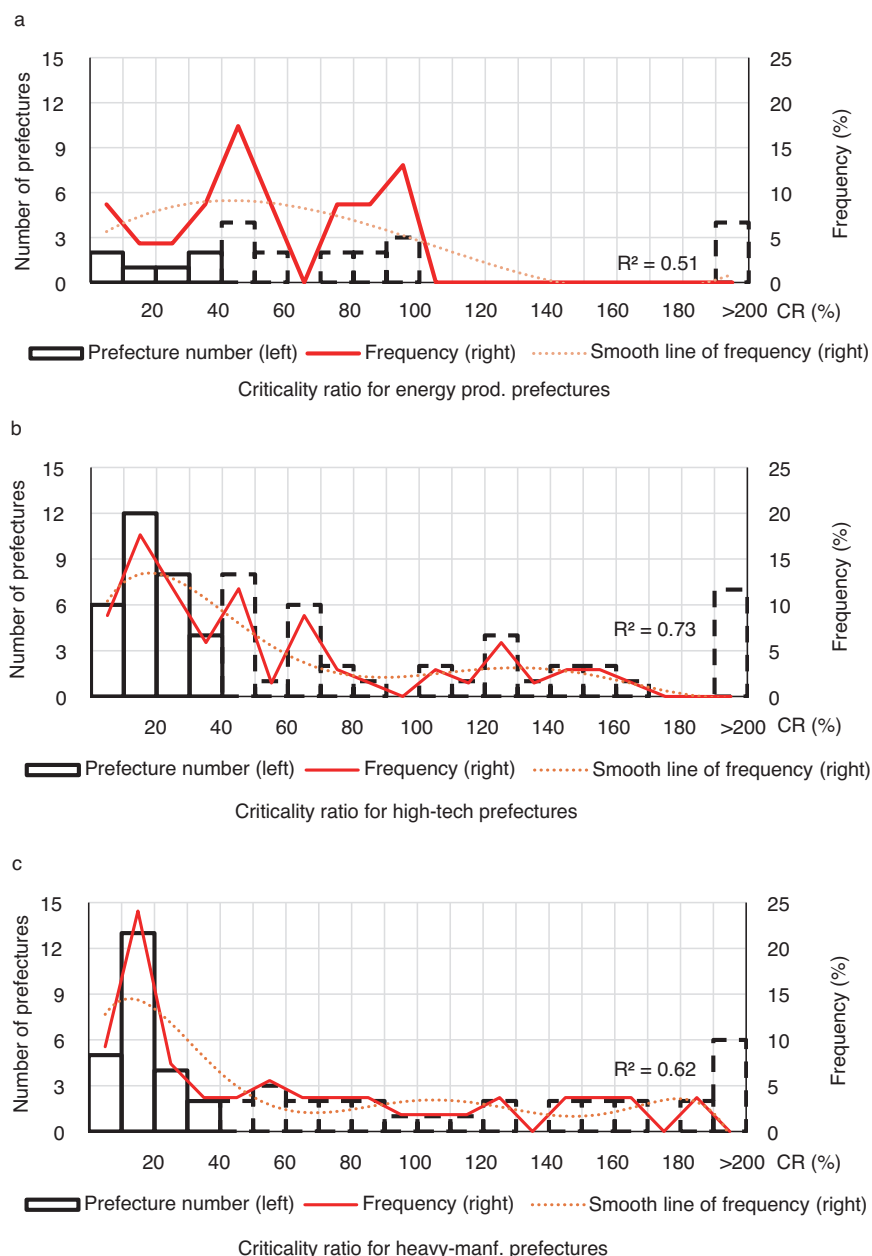 a
15
12
9
6
3
0
Number of prefectures
25
20
15
10
5
0
Frequency (%)
R² = 0.51
20 40 60 80 100 120 140 160 180 >200 CR (%)
Prefecture number (left) Frequency (right) Smooth line of frequency (right)
Criticality ratio for energy prod. prefectures
b
15
12
9
6
3
0
Number of prefectures
25
20
15
10
5
0
Frequency (%)
R² = 0.73
20 40 60 80 100 120 140 160 180 >200 CR (%)
Prefecture number (left) Frequency (right) Smooth line of frequency (right)
Criticality ratio for high-tech prefectures
c
15
12
9
6
3
0
Number of prefectures
25
20
15
10
5
0
Frequency (%)
R² = 0.62
20 40 60 80 100 120 140 160 180 >200 CR (%)
Prefecture number (left) Frequency (right) Smooth line of frequency (right)
Criticality ratio for heavy-manf. prefectures